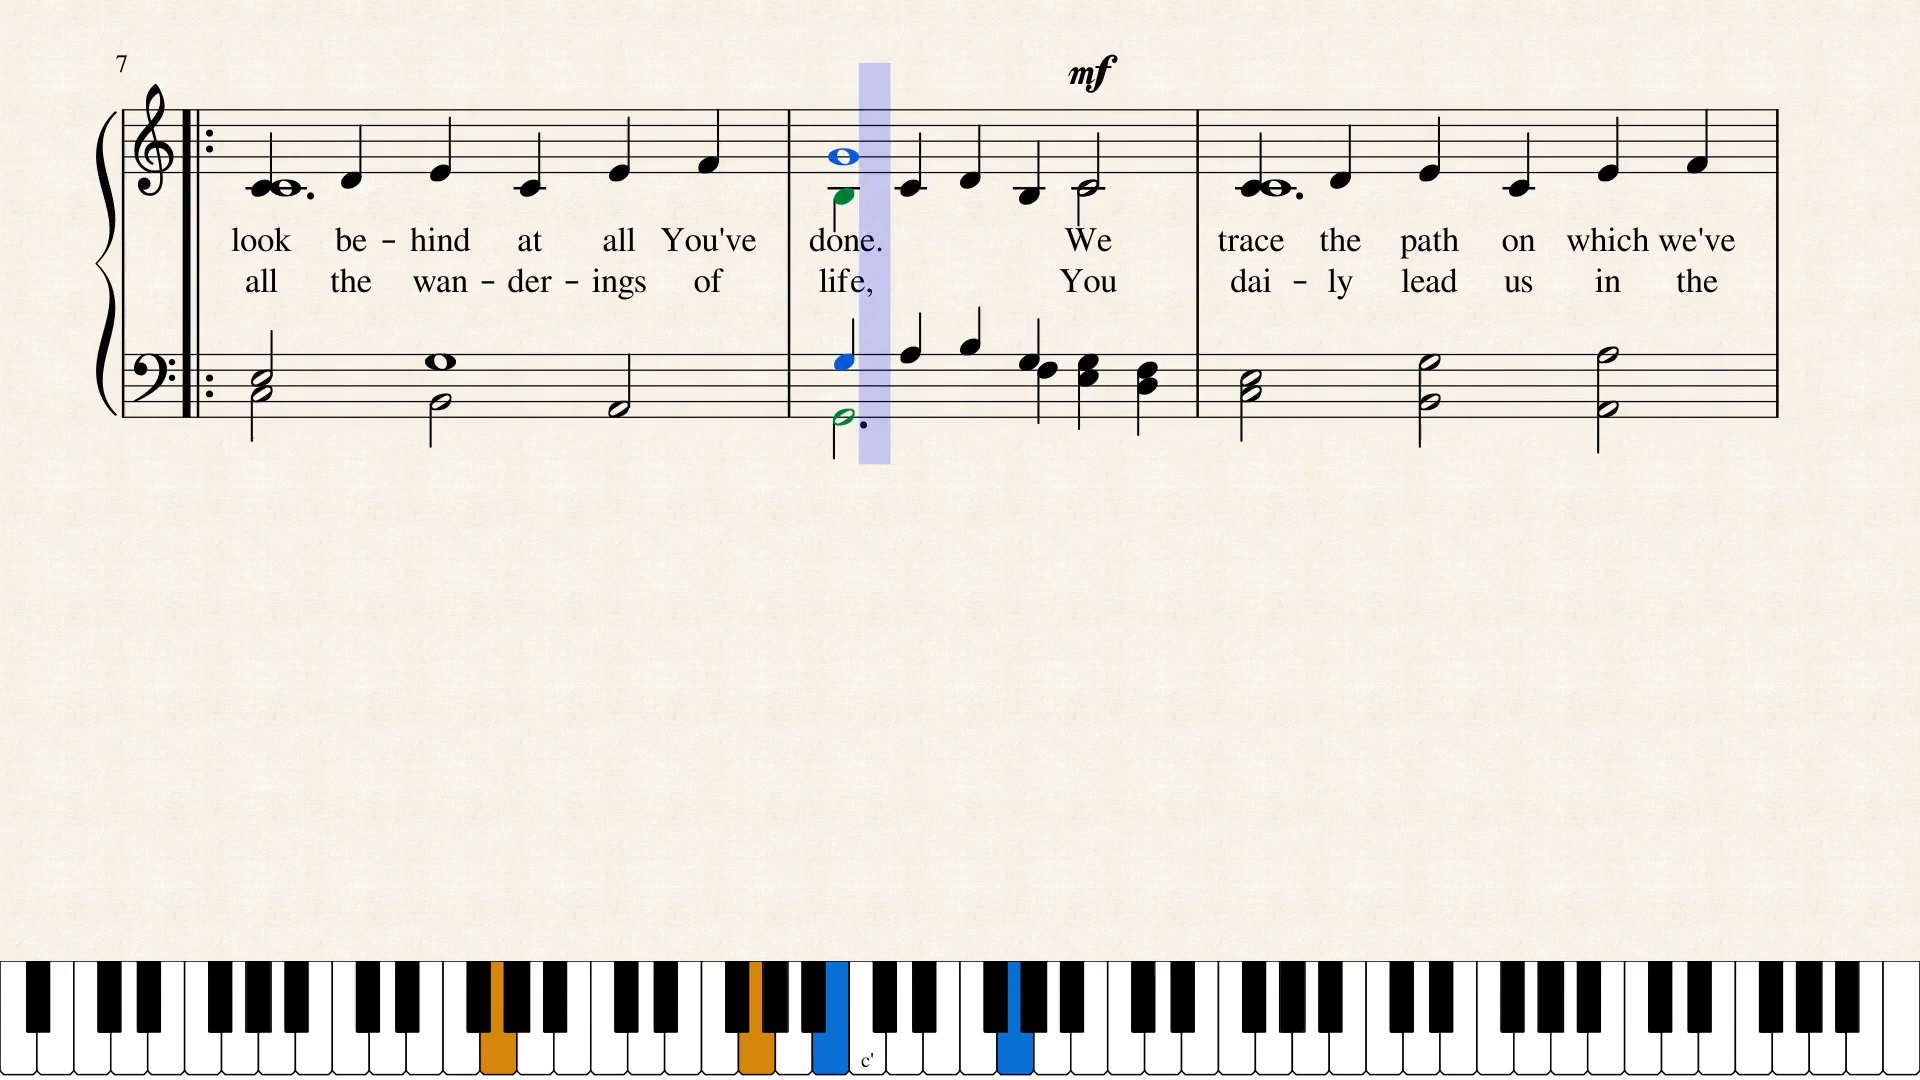 7
mf
look be - hind at all You've done. We trace the path on which we've
all the wan - der - ings of life, You dai - ly lead us in the
c'